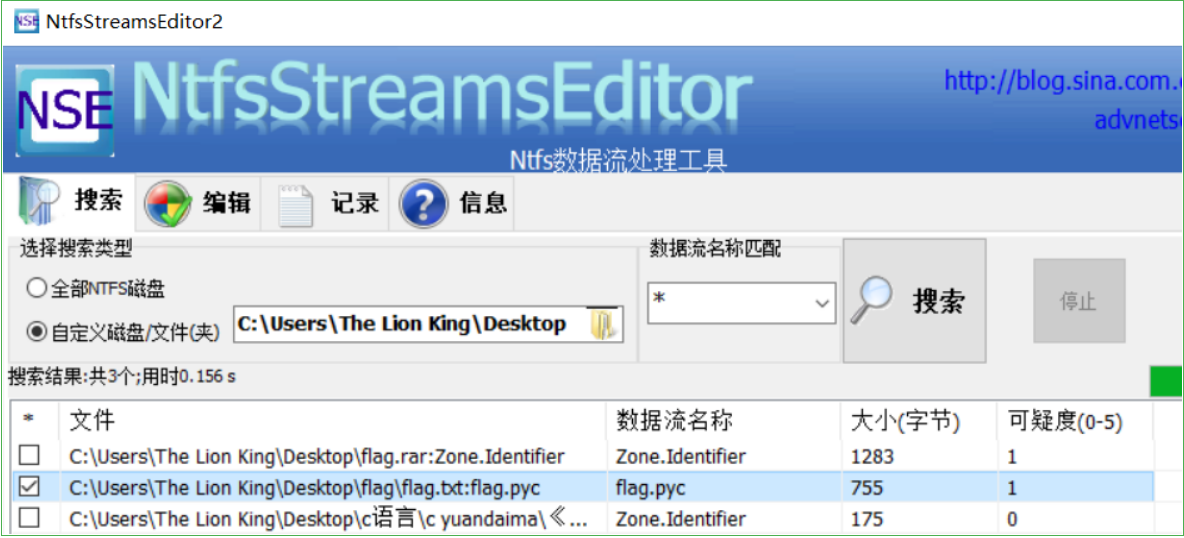 NSE NtfsStreamsEditor2
NSE NtfsStreamsEditor
http://blog.sina.com.
advnets
Ntfs数据流处理工具
搜索 编辑 记录 信息
选择搜索类型 数据流名称匹配
全部NTFS磁盘
* 搜索 停止
自定义磁盘/文件(夹) C:\Users\The Lion King\Desktop
搜索结果:共3个;用时0.156 s
* 文件 数据流名称 大小(字节) 可疑度(0-5)
C:\Users\The Lion King\Desktop\flag.rar:Zone.Identifier Zone.Identifier 1283 1
C:\Users\The Lion King\Desktop\flag\flag.txt:flag.pyc flag.pyc 755 1
C:\Users\The Lion King\Desktop\c语言\c yuandaima\《... Zone.Identifier 175 0